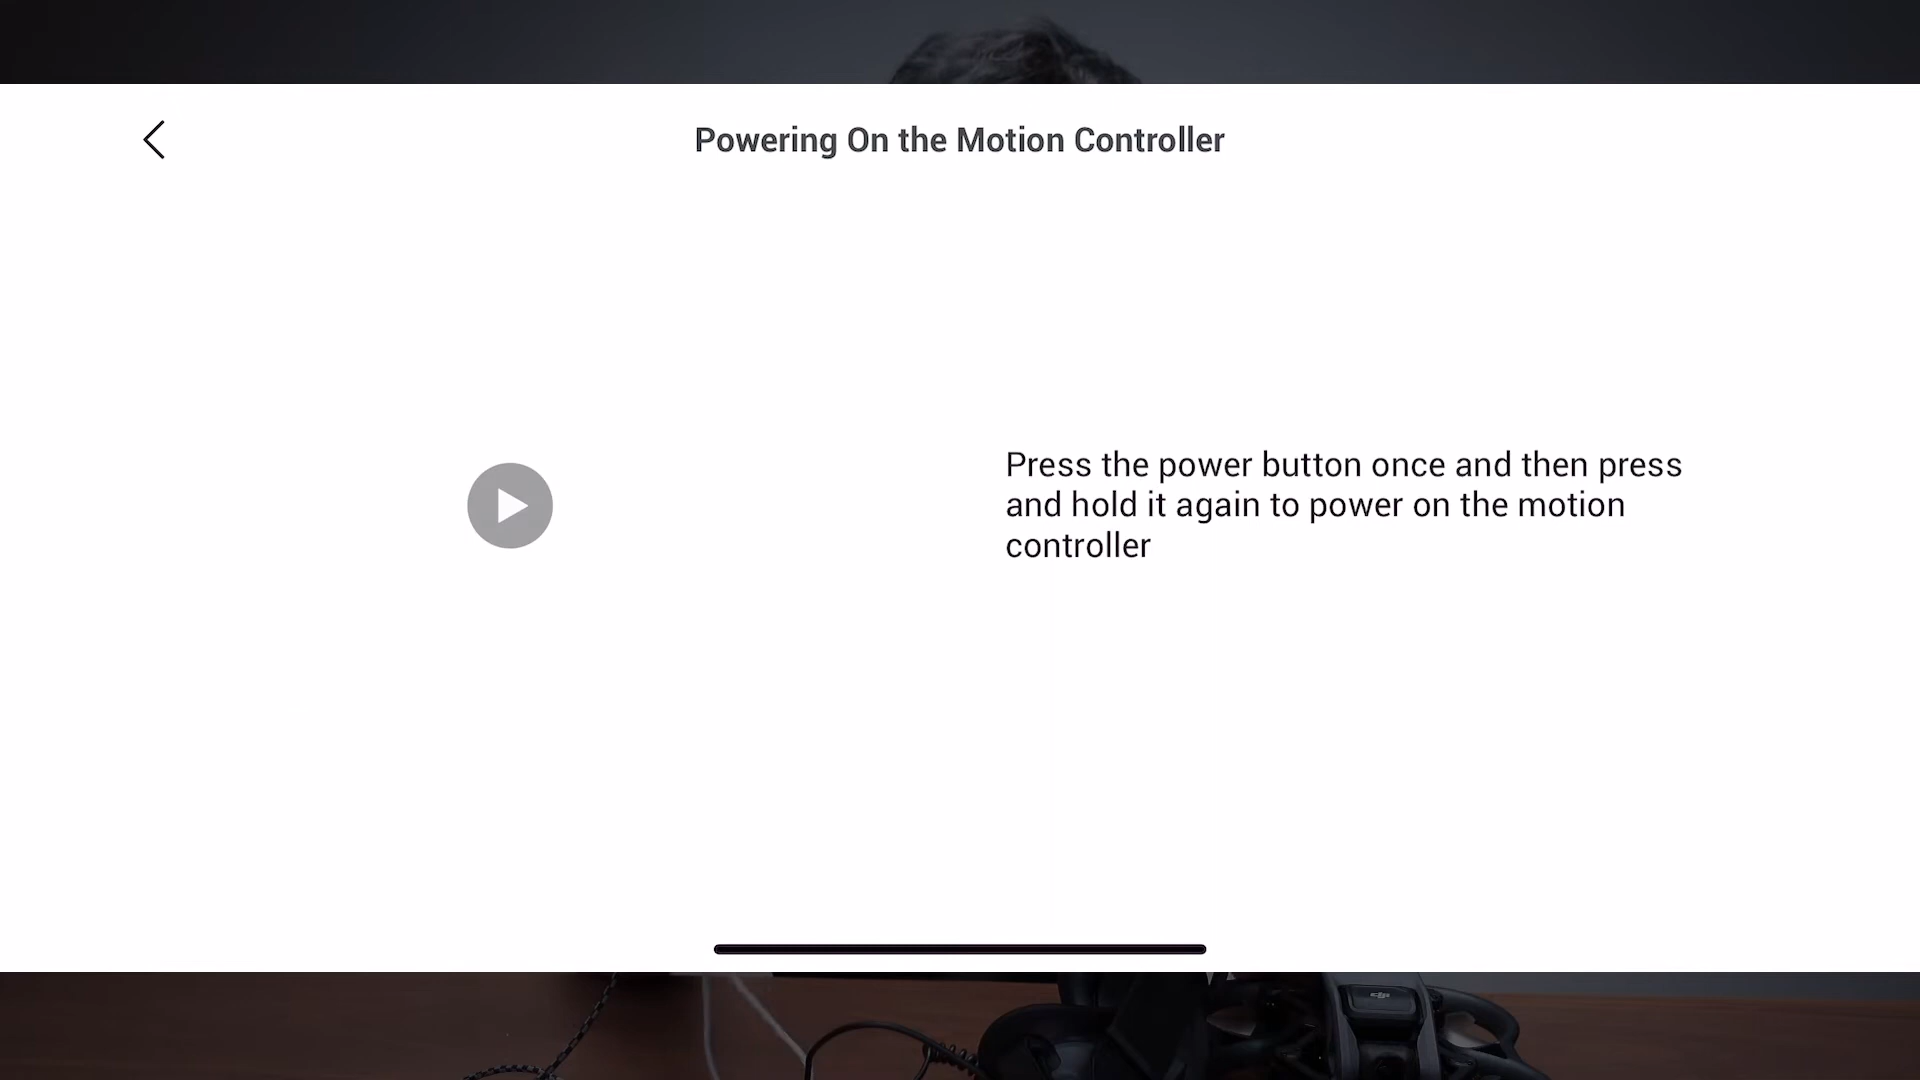 Powering On the Motion Controller
Press the power button once and then press
and hold it again to power on the motion
controller